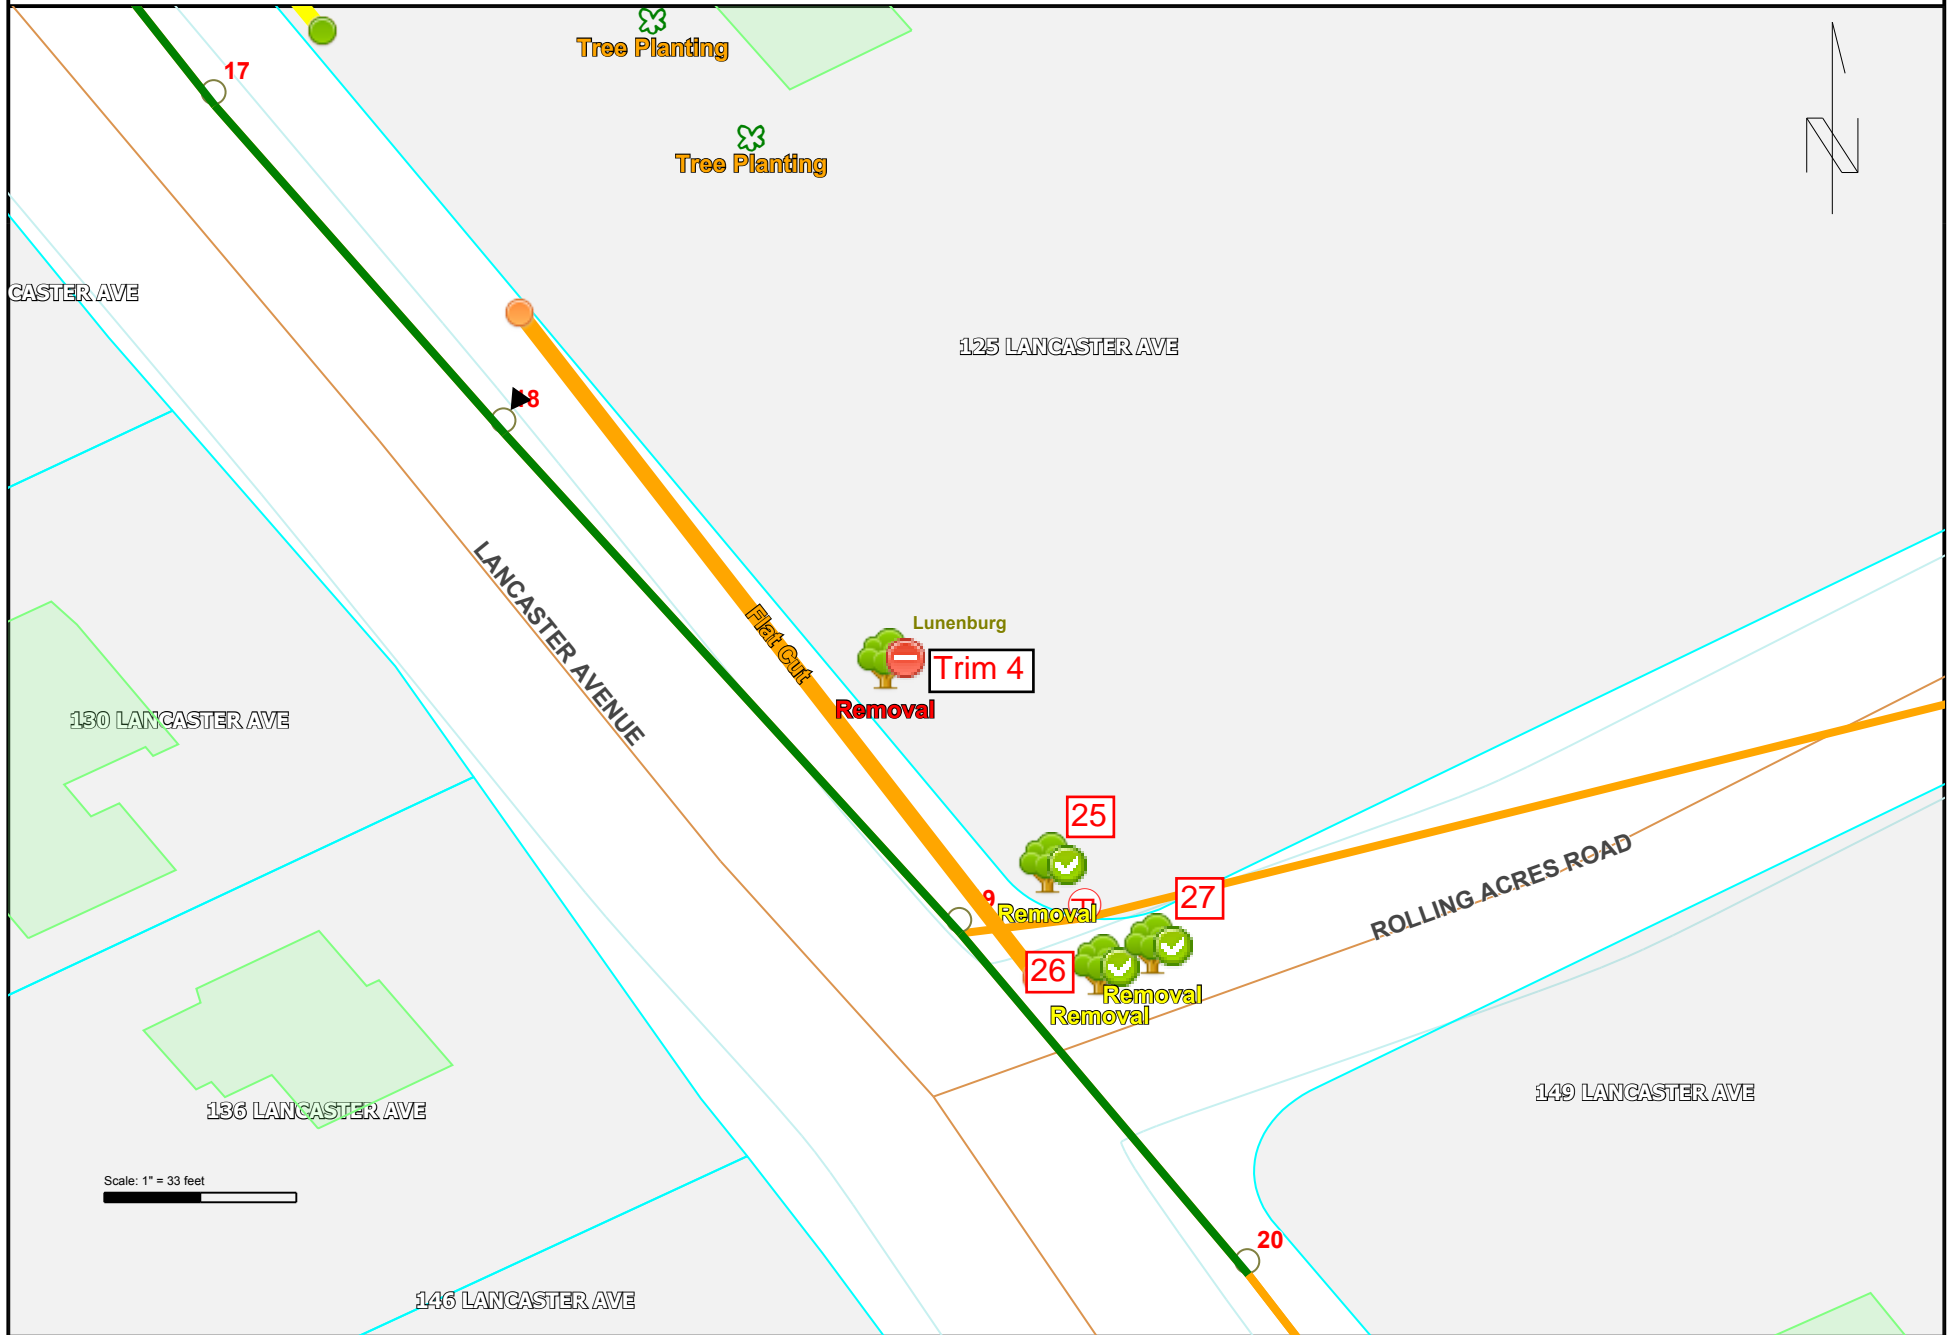 Tree Planting
17
Tree Planting
N
CASTER AVE
125 LANCASTER AVE
8
LANCASTER AVENUE
Flat Cut
Lunenburg
Trim 4
Removal
130 LANCASTER AVE
25
9
Removal
27
ROLLING ACRES ROAD
26
Removal
Removal
149 LANCASTER AVE
136 LANCASTER AVE
Scale: 1" = 33 feet
20
146 LANCASTER AVE